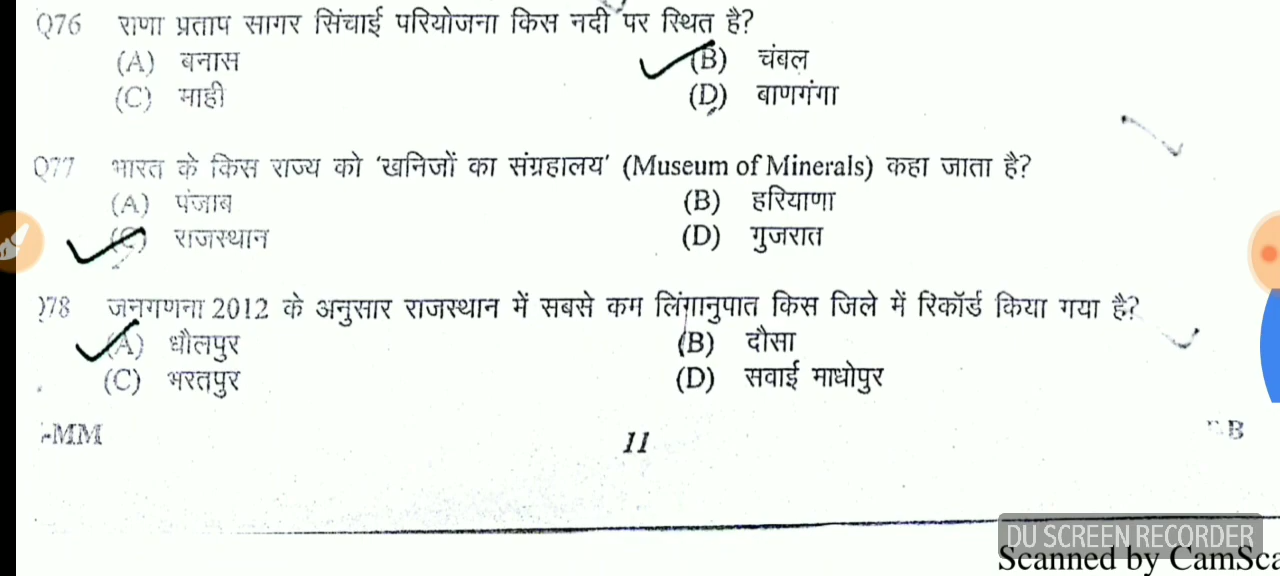 Q76 राणा प्रताप सागर सिंचाई परियोजना किस नदी पर स्थित है?
(A) बनास (B) चंबल
(C) माही (D) बाणगंगा
Q77 भारत के किस राज्य को 'खनिजों का संग्रहालय' (Museum of Minerals) कहा जाता है?
(A) पंजाब (B) हरियाणा
(C) राजस्थान (D) गुजरात
78 जनगणना 2012 के अनुसार राजस्थान में सबसे कम लिंगानुपात किस जिले में रिकॉर्ड किया गया है?
(A) धौलपुर (B) दौसा
(C) भरतपुर (D) सवाई माधोपुर
-MM 11 B
DU SCREEN RECORDER
Scanned by CamSca